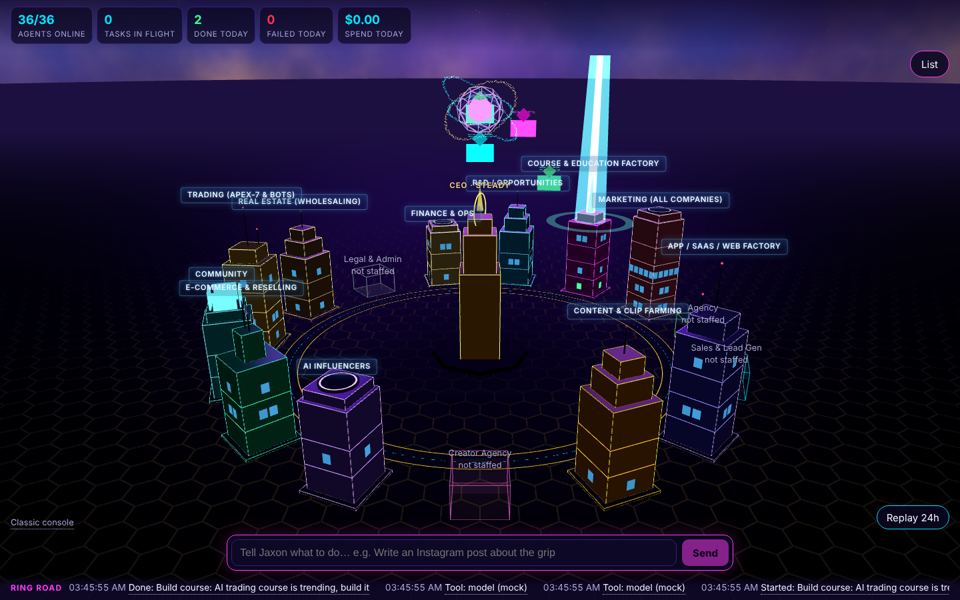 36/36
AGENTS ONLINE
0
TASKS IN FLIGHT
2
DONE TODAY
0
FAILED TODAY
$0.00
SPEND TODAY
List
COURSE & EDUCATION FACTORY
R&D / OPPORTUNITIES
CEO · STEADY
TRADING (APEX-7 & BOTS)
REAL ESTATE (WHOLESALING)
MARKETING (ALL COMPANIES)
FINANCE & OPS
APP / SAAS / WEB FACTORY
Legal & Admin
not staffed
COMMUNITY
E-COMMERCE & RESELLING
CONTENT & CLIP FARMING
Agency
not staffed
Sales & Lead Gen
not staffed
AI INFLUENCERS
Creator Agency
not staffed
Classic console
Replay 24h
Tell Jaxon what to do… e.g. Write an Instagram post about the grip
Send
RING ROAD 03:45:55 AM Done: Build course: AI trading course is trending, build it 03:45:55 AM Tool: model (mock) 03:45:55 AM Tool: model (mock) 03:45:55 AM Started: Build course: AI trading course is tre